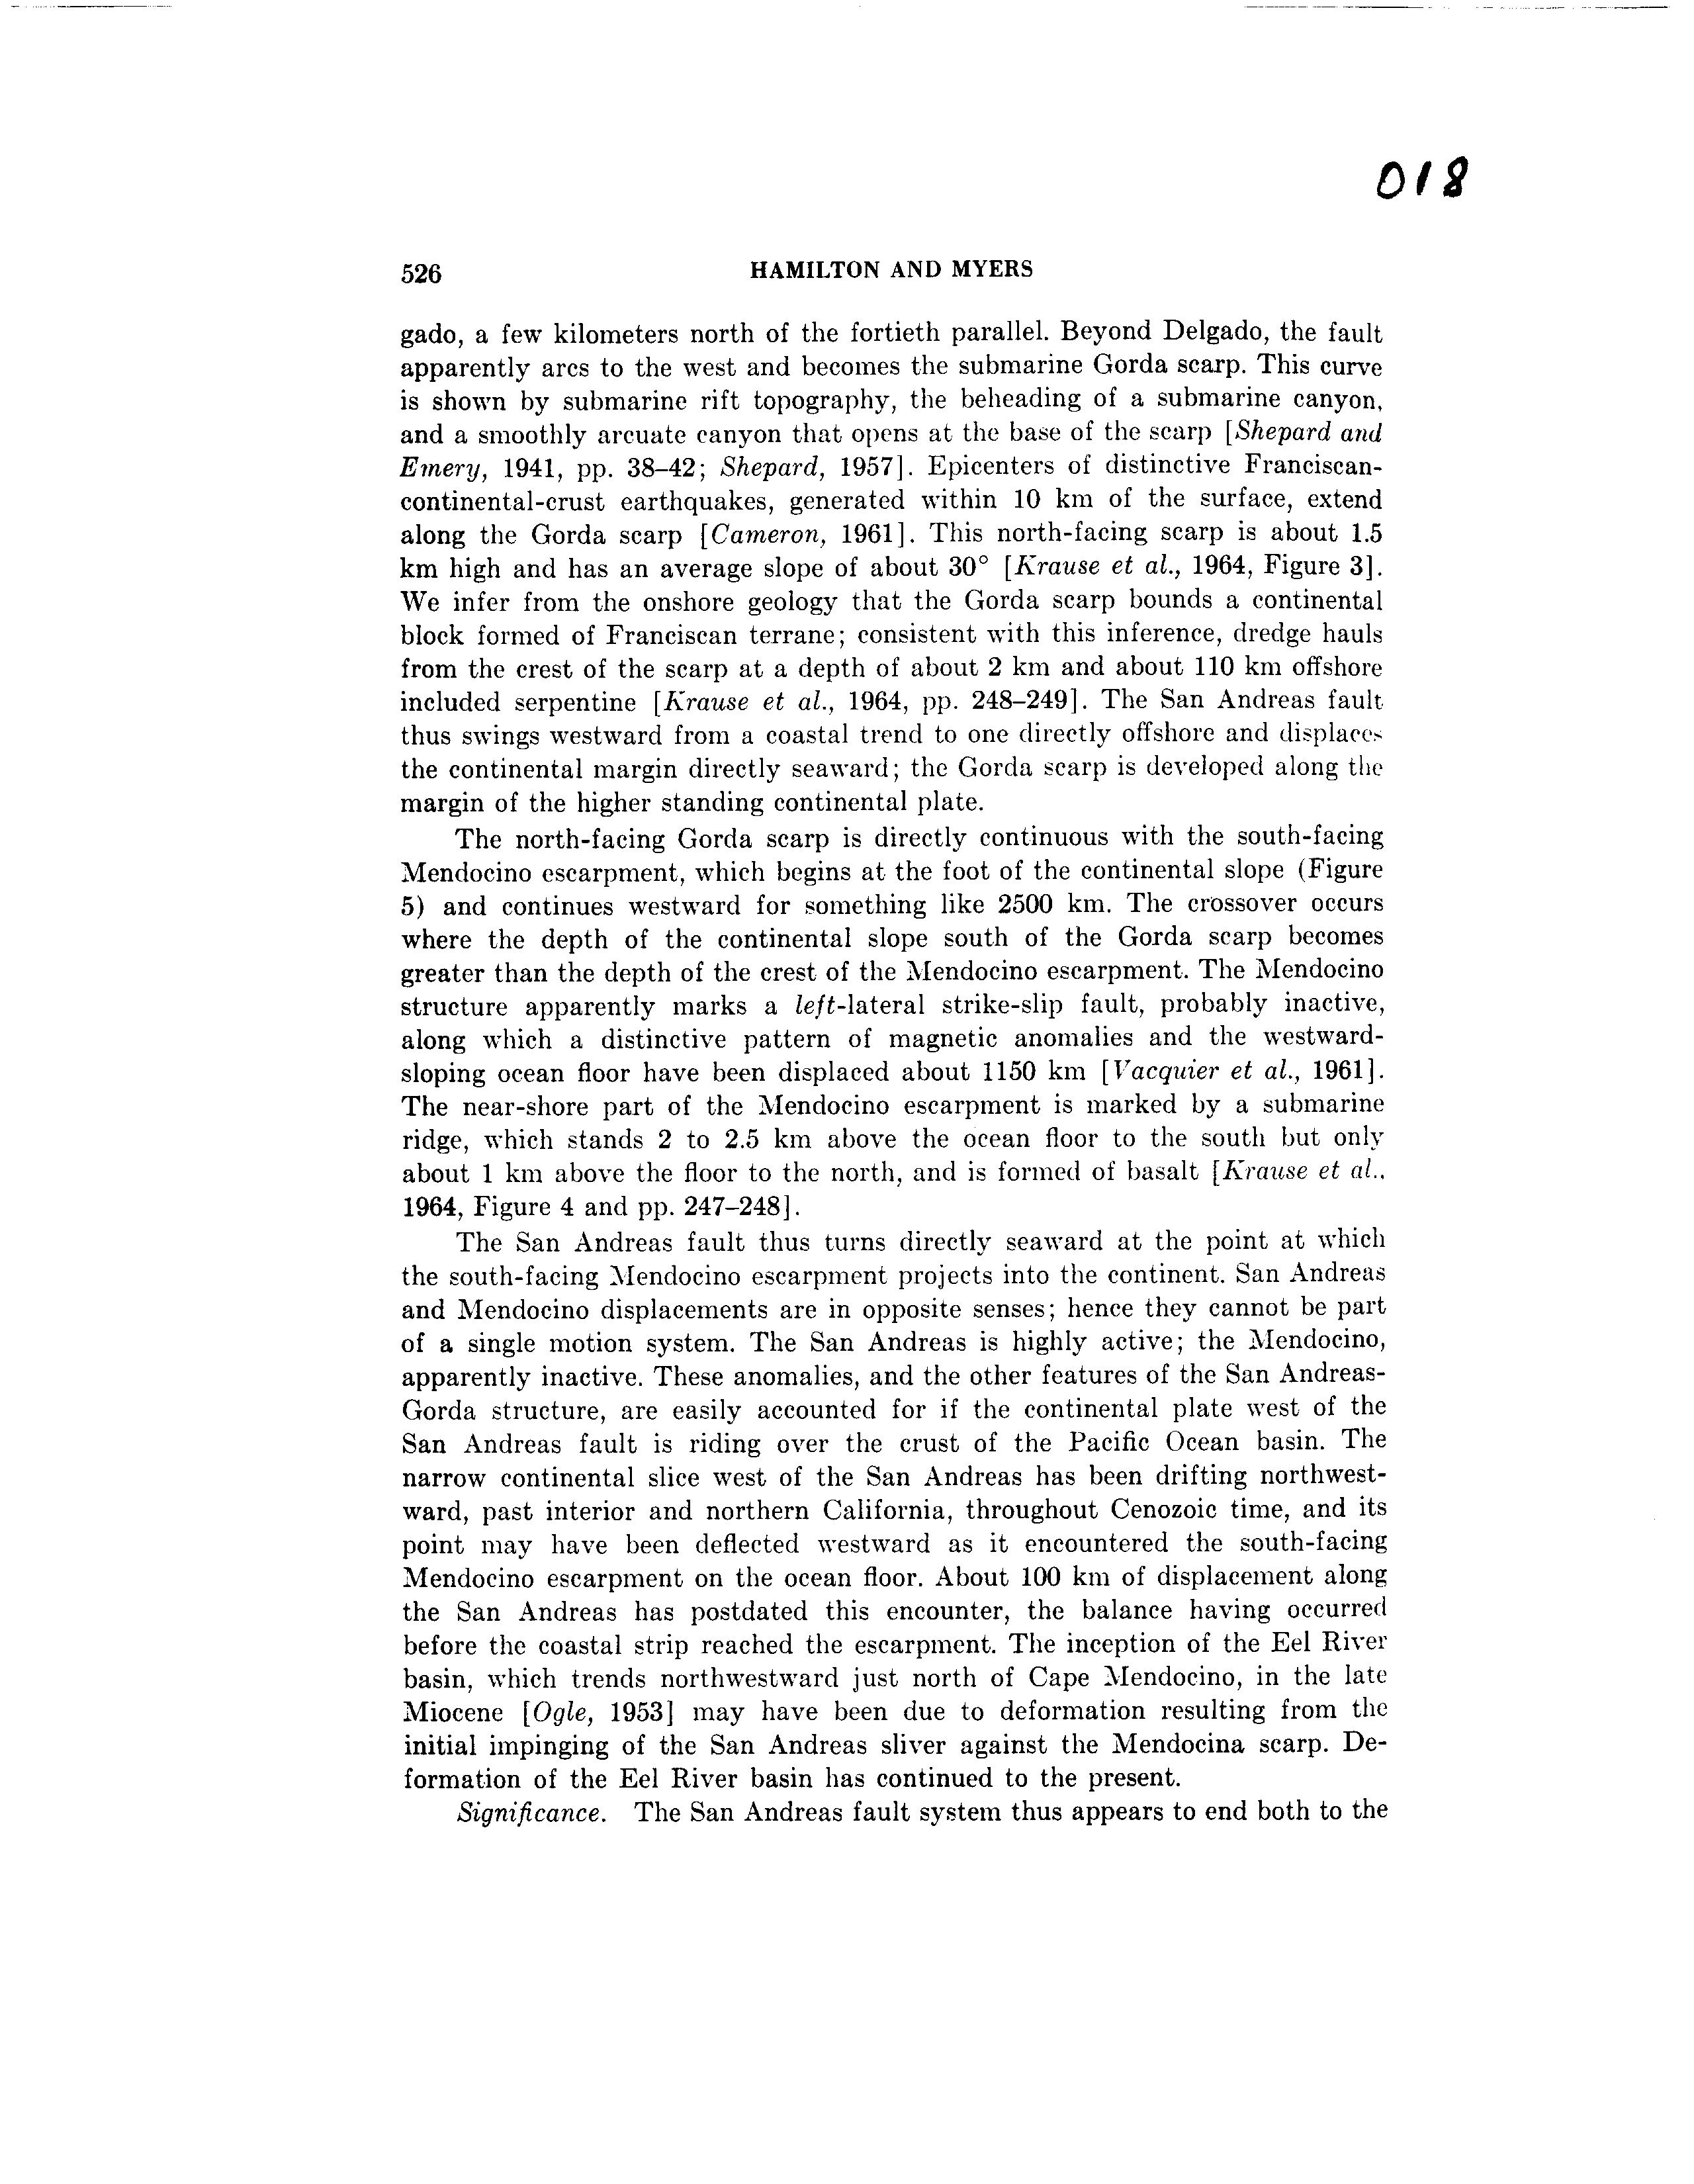 018
526 HAMILTON AND MYERS
gado, a few kilometers north of the fortieth parallel. Beyond Delgado, the fault
apparently arcs to the west and becomes the submarine Gorda scarp. This curve
is shown by submarine rift topography, the beheading of a submarine canyon,
and a smoothly arcuate canyon that opens at the base of the scarp [Shepard and
Emery, 1941, pp. 38–42; Shepard, 1957]. Epicenters of distinctive Franciscan-
continental-crust earthquakes, generated within 10 km of the surface, extend
along the Gorda scarp [Cameron, 1961]. This north-facing scarp is about 1.5
km high and has an average slope of about 30° [Krause et al., 1964, Figure 3].
We infer from the onshore geology that the Gorda scarp bounds a continental
block formed of Franciscan terrane; consistent with this inference, dredge hauls
from the crest of the scarp at a depth of about 2 km and about 110 km offshore
included serpentine [Krause et al., 1964, pp. 248–249]. The San Andreas fault
thus swings westward from a coastal trend to one directly offshore and displaces
the continental margin directly seaward; the Gorda scarp is developed along the
margin of the higher standing continental plate.
The north-facing Gorda scarp is directly continuous with the south-facing
Mendocino escarpment, which begins at the foot of the continental slope (Figure
5) and continues westward for something like 2500 km. The crossover occurs
where the depth of the continental slope south of the Gorda scarp becomes
greater than the depth of the crest of the Mendocino escarpment. The Mendocino
structure apparently marks a left-lateral strike-slip fault, probably inactive,
along which a distinctive pattern of magnetic anomalies and the westward-
sloping ocean floor have been displaced about 1150 km [Vacquier et al., 1961].
The near-shore part of the Mendocino escarpment is marked by a submarine
ridge, which stands 2 to 2.5 km above the ocean floor to the south but only
about 1 km above the floor to the north, and is formed of basalt [Krause et al.,
1964, Figure 4 and pp. 247–248].
The San Andreas fault thus turns directly seaward at the point at which
the south-facing Mendocino escarpment projects into the continent. San Andreas
and Mendocino displacements are in opposite senses; hence they cannot be part
of a single motion system. The San Andreas is highly active; the Mendocino,
apparently inactive. These anomalies, and the other features of the San Andreas-
Gorda structure, are easily accounted for if the continental plate west of the
San Andreas fault is riding over the crust of the Pacific Ocean basin. The
narrow continental slice west of the San Andreas has been drifting northwest-
ward, past interior and northern California, throughout Cenozoic time, and its
point may have been deflected westward as it encountered the south-facing
Mendocino escarpment on the ocean floor. About 100 km of displacement along
the San Andreas has postdated this encounter, the balance having occurred
before the coastal strip reached the escarpment. The inception of the Eel River
basin, which trends northwestward just north of Cape Mendocino, in the late
Miocene [Ogle, 1953] may have been due to deformation resulting from the
initial impinging of the San Andreas sliver against the Mendocina scarp. De-
formation of the Eel River basin has continued to the present.
Significance. The San Andreas fault system thus appears to end both to the